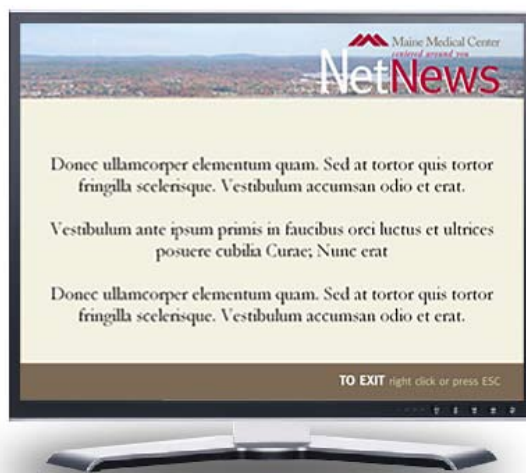 Maine Medical Center
centered around you
NetNews
Donec ullamcorper elementum quam. Sed at tortor quis tortor
fringilla scelerisque. Vestibulum accumsan odio et erat.
Vestibulum ante ipsum primis in faucibus orci luctus et ultrices
posuere cubilia Curae; Nunc erat
Donec ullamcorper elementum quam. Sed at tortor quis tortor
fringilla scelerisque. Vestibulum accumsan odio et erat.
TO EXIT right click or press ESC